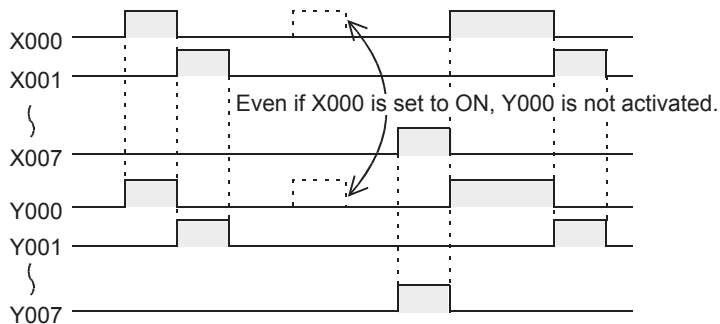 X000
X001
Even if X000 is set to ON, Y000 is not activated.
X007
Y000
Y001
Y007